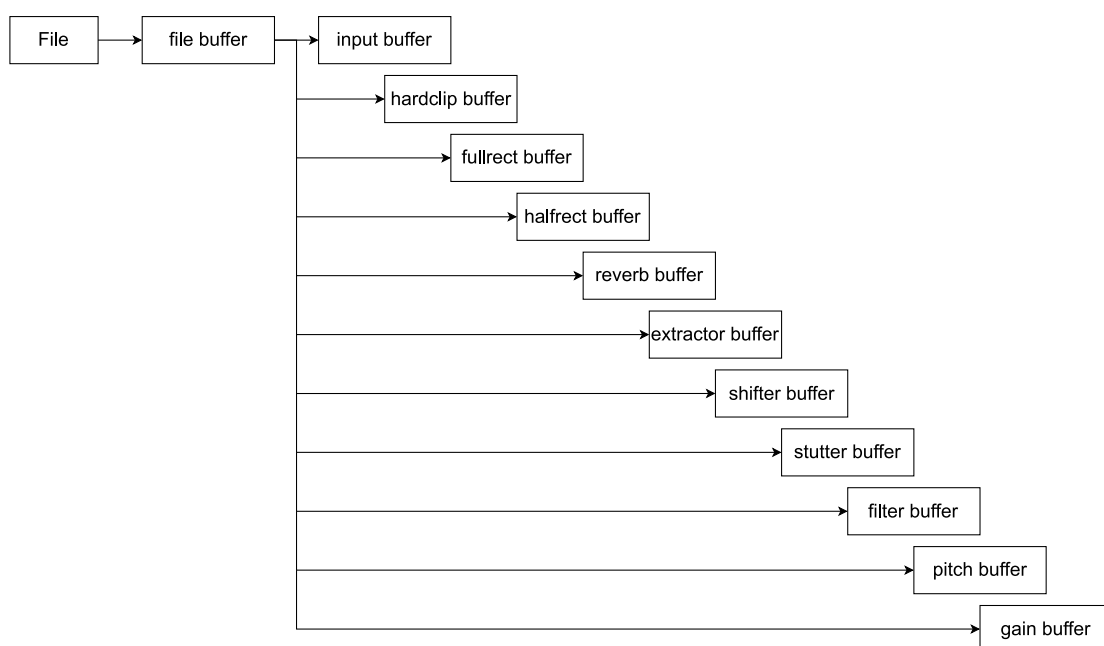 File
file buffer
input buffer
hardclip buffer
fullrect buffer
halfrect buffer
reverb buffer
extractor buffer
shifter buffer
stutter buffer
filter buffer
pitch buffer
gain buffer